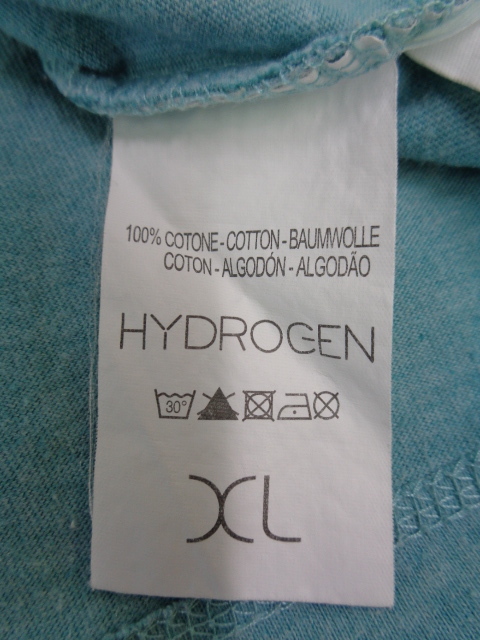 100% COTONE - COTTON - BAUMWOLLE
COTON - ALGODÓN - ALGODÃO
HYDROGEN
30°
XL